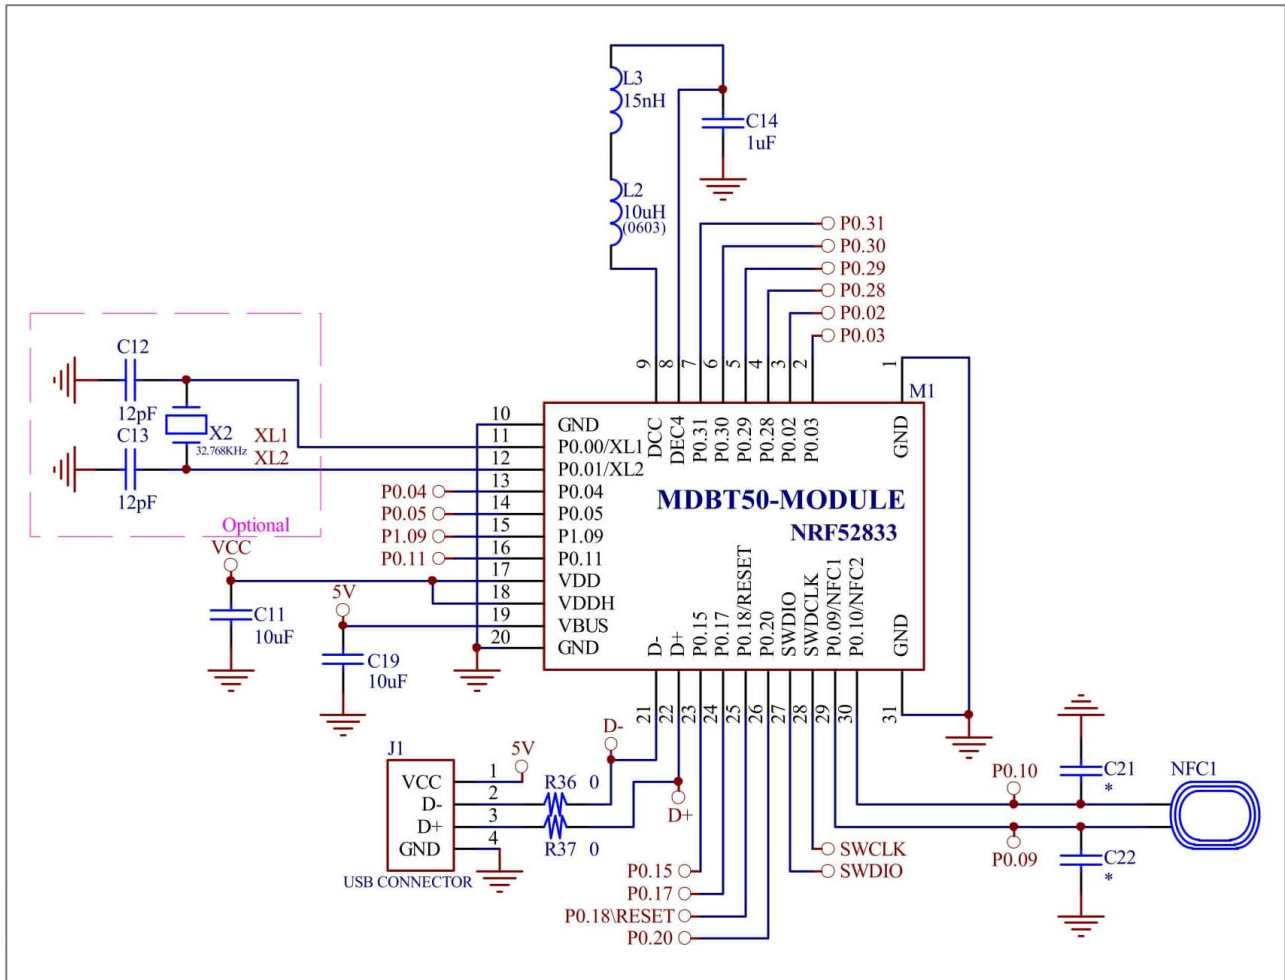 L3
15nH
C14
1uF
L2
10uH
(0603)
P0.31
P0.30
P0.29
P0.28
P0.02
P0.03
9 8 7 6 5 4 3 2 1
M1
C12
12pF
X2
32.768KHz
XL1
XL2
C13
12pF
Optional
P0.04
P0.05
P1.09
P0.11
10 GND
11 P0.00/XL1
12 P0.01/XL2
13 P0.04
14 P0.05
15 P1.09
16 P0.11
17 VDD
18 VDDH
19 VBUS
20 GND
DCC
DEC4
P0.31
P0.30
P0.29
P0.28
P0.02
P0.03
GND
MDBT50-MODULE
NRF52833
VCC
C11
10uF
5V
C19
10uF
D-
D+
P0.15
P0.17
P0.18/RESET
P0.20
SWDIO
SWDCLK
P0.09/NFC1
P0.10/NFC2
GND
21 22 23 24 25 26 27 28 29 30 31
J1
VCC 1
D- 2
D+ 3
GND 4
USB CONNECTOR
5V
R36 0
R37 0
D-
D+
P0.15
P0.17
P0.18\RESET
P0.20
SWCLK
SWDIO
P0.10
P0.09
C21
*
C22
*
NFC1